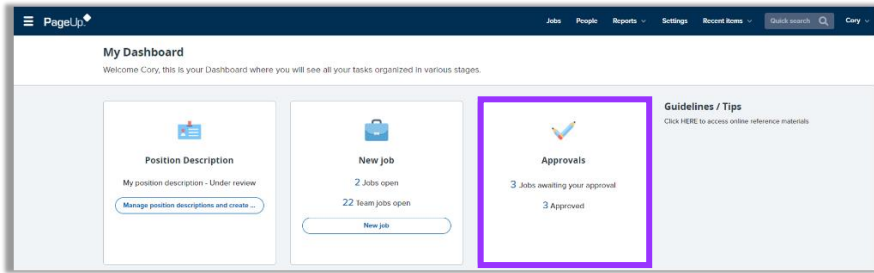 PageUp.
Jobs People Reports Settings Recent items Quick search Cory
My Dashboard
Welcome Cory, this is your Dashboard where you will see all your tasks organized in various stages.
Position Description
My position description - Under review
Manage position descriptions and create ...
New job
2 Jobs open
22 Team jobs open
New job
Approvals
3 Jobs awaiting your approval
3 Approved
Guidelines / Tips
Click HERE to access online reference materials